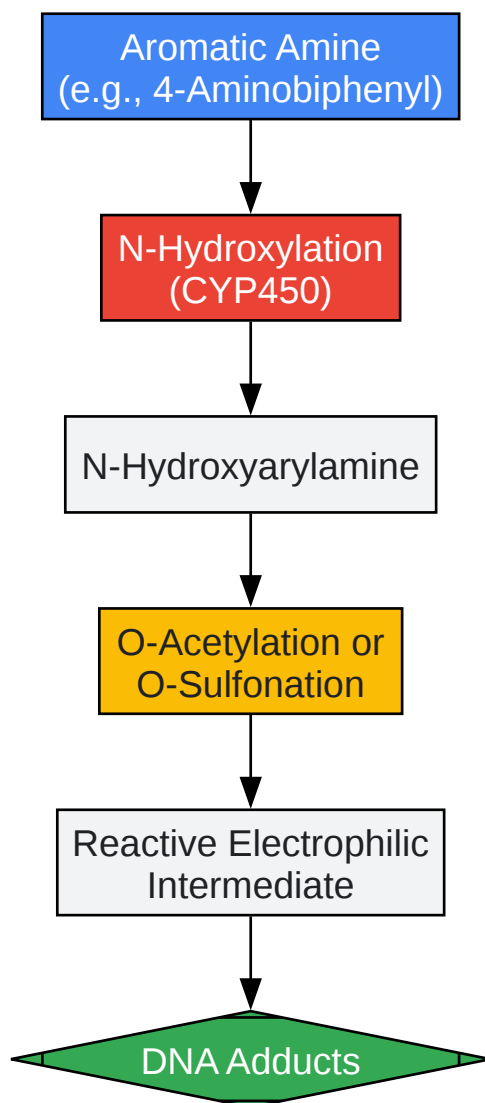 Aromatic Amine
(e.g., 4-Aminobiphenyl)
N-Hydroxylation
(CYP450)
N-Hydroxyarylamine
O-Acetylation or
O-Sulfonation
Reactive Electrophilic
Intermediate
DNA Adducts